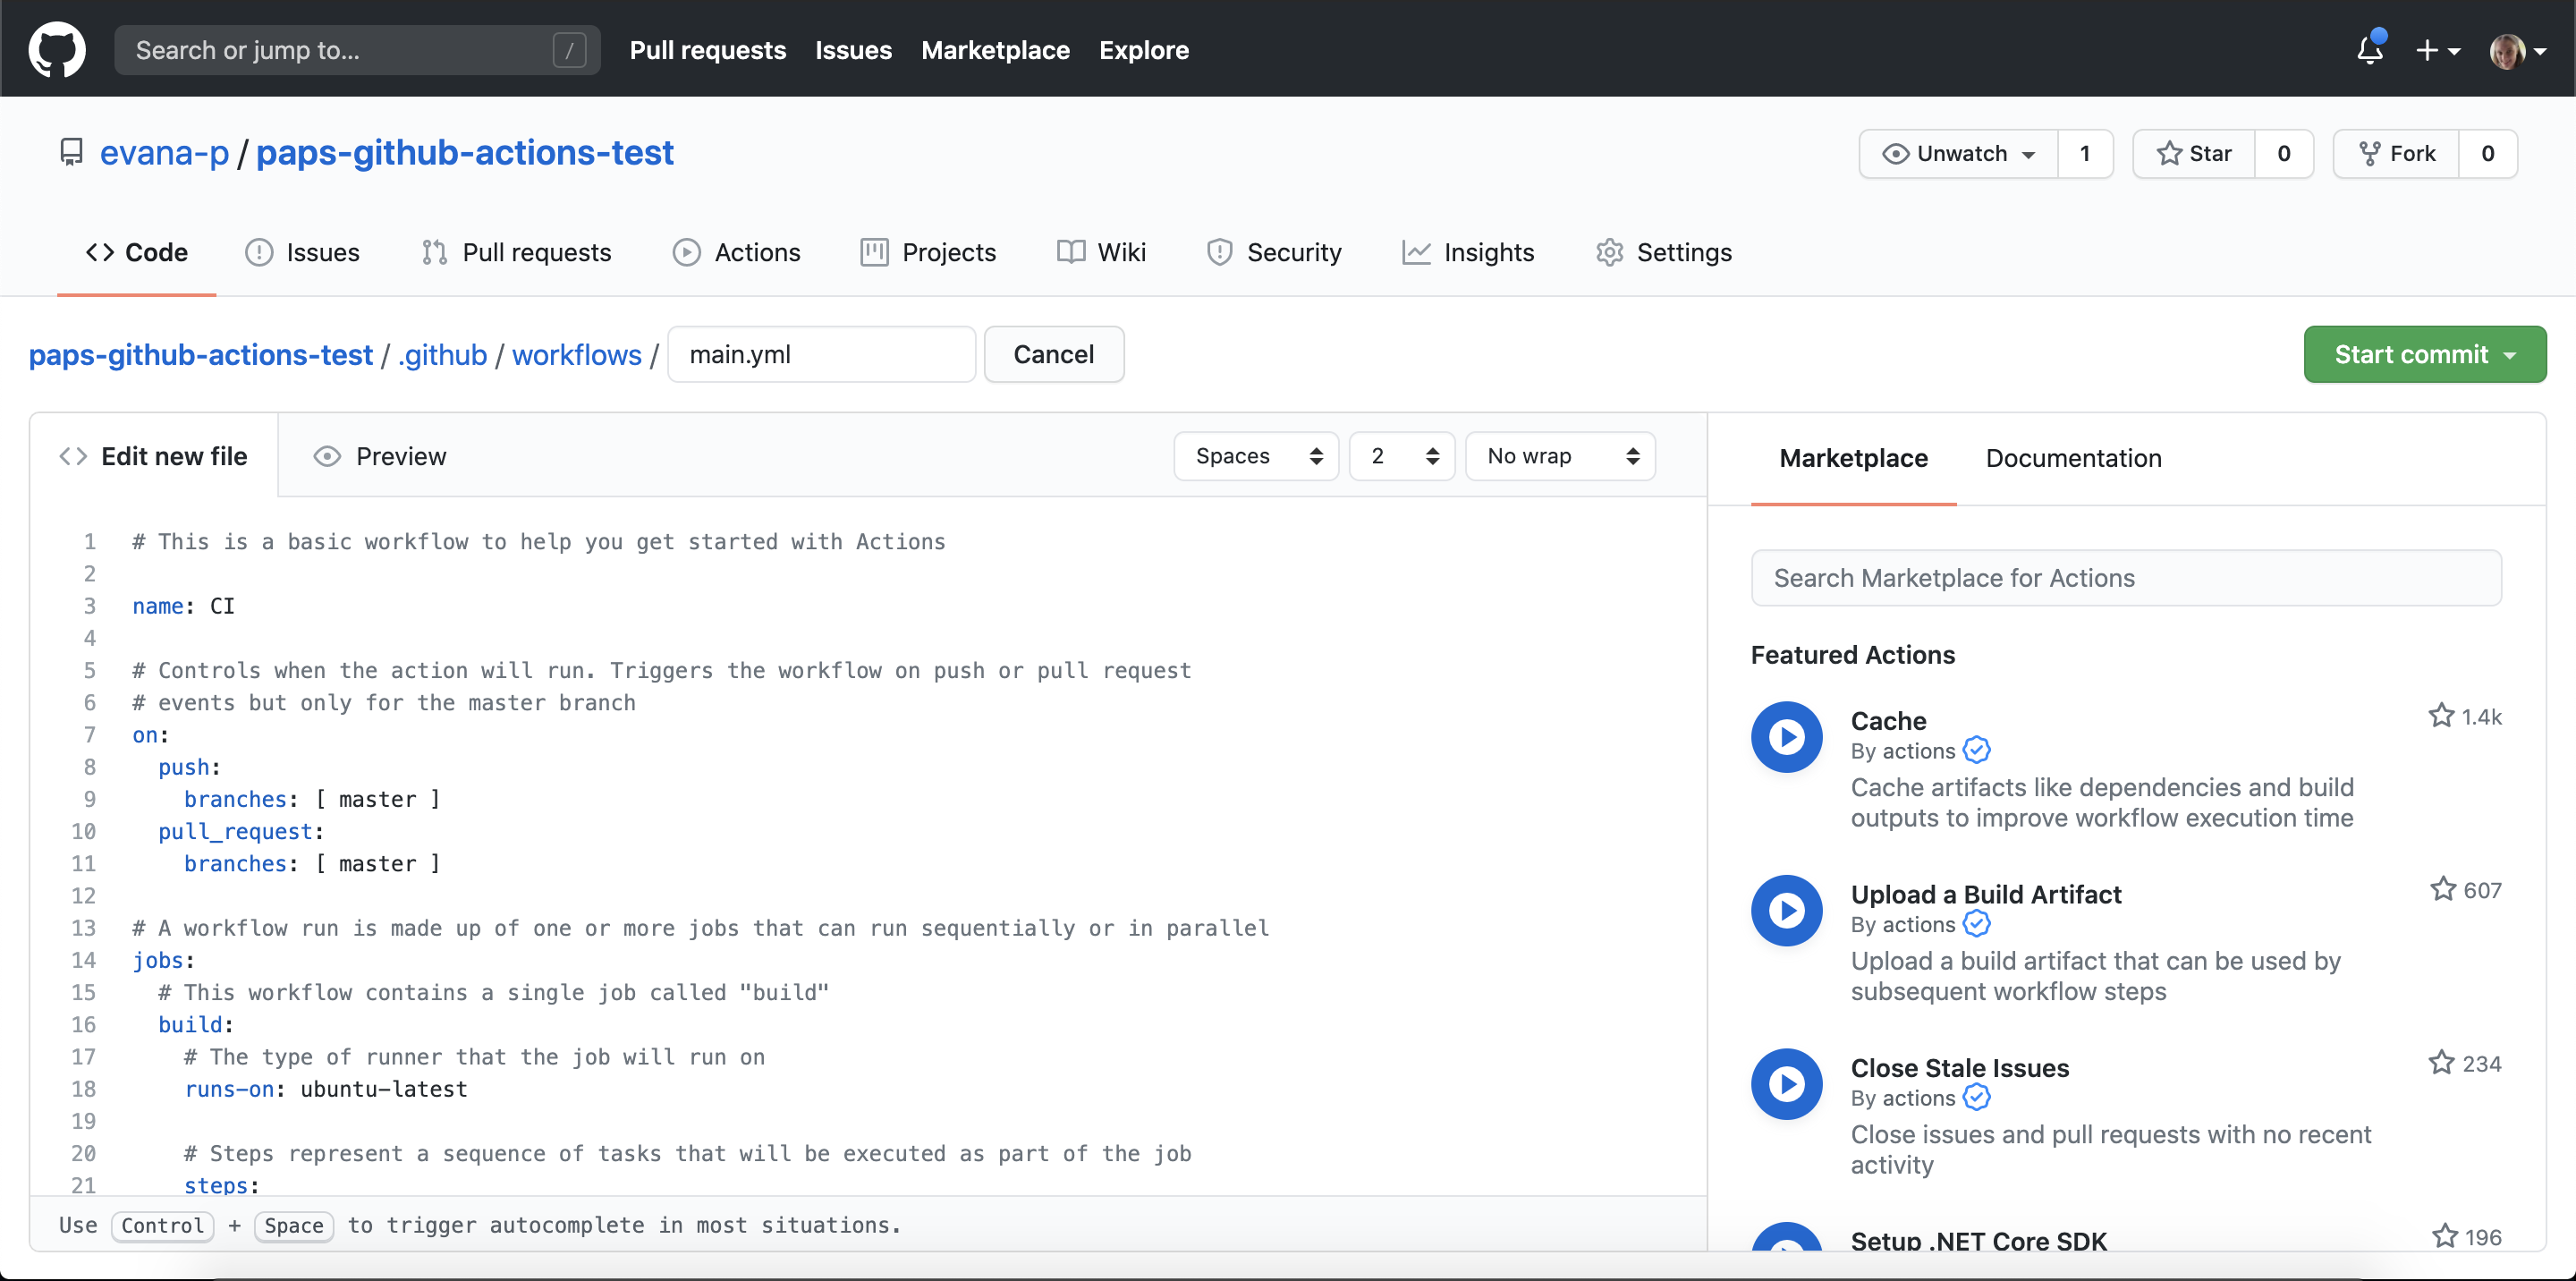 Search or jump to... /
Pull requests Issues Marketplace Explore
evana-p / paps-github-actions-test
Unwatch 1 Star 0 Fork 0
Code Issues Pull requests Actions Projects Wiki Security Insights Settings
paps-github-actions-test / .github / workflows / main.yml Cancel Start commit
Edit new file Preview Spaces 2 No wrap
1 # This is a basic workflow to help you get started with Actions
2
3 name: CI
4
5 # Controls when the action will run. Triggers the workflow on push or pull request
6 # events but only for the master branch
7 on:
8   push:
9     branches: [ master ]
10   pull_request:
11     branches: [ master ]
12
13 # A workflow run is made up of one or more jobs that can run sequentially or in parallel
14 jobs:
15   # This workflow contains a single job called "build"
16   build:
17     # The type of runner that the job will run on
18     runs-on: ubuntu-latest
19
20     # Steps represent a sequence of tasks that will be executed as part of the job
21     steps:
Use Control + Space to trigger autocomplete in most situations.
Marketplace Documentation
Search Marketplace for Actions
Featured Actions
Cache 1.4k
By actions
Cache artifacts like dependencies and build
outputs to improve workflow execution time
Upload a Build Artifact 607
By actions
Upload a build artifact that can be used by
subsequent workflow steps
Close Stale Issues 234
By actions
Close issues and pull requests with no recent
activity
Setup .NET Core SDK 196